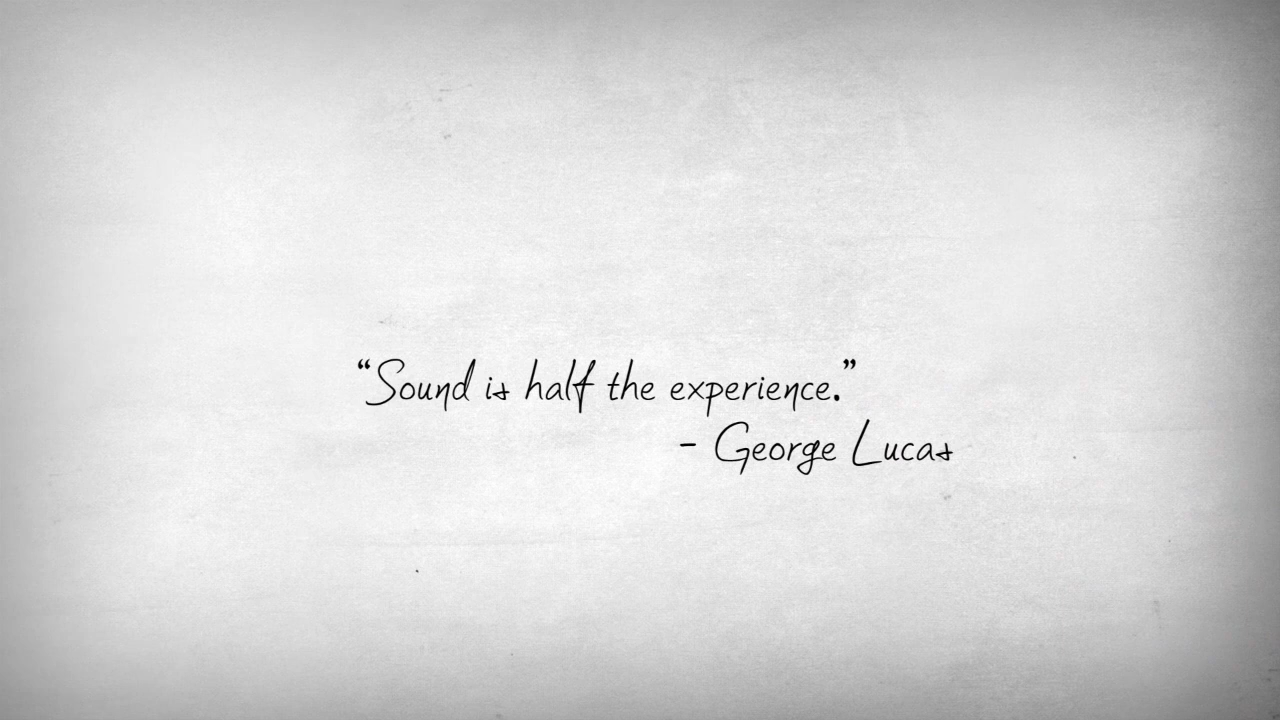 “Sound is half the experience.”
- George Lucas